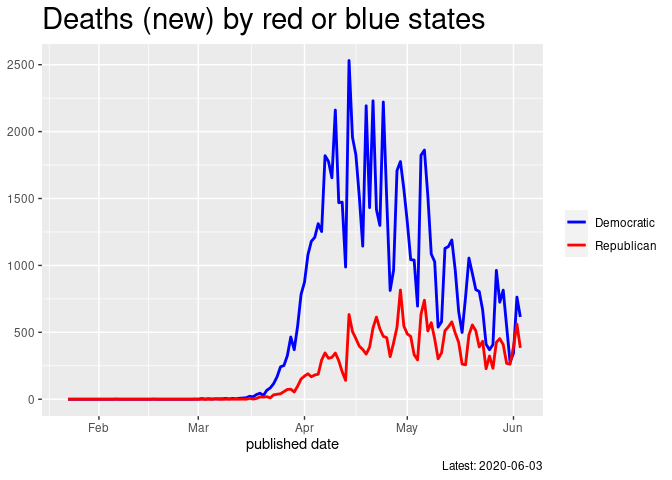 Deaths (new) by red or blue states
2500
2000
1500
1000
500
0
Feb
Mar
Apr
May
Jun
published date
Democratic
Republican
Latest: 2020-06-03